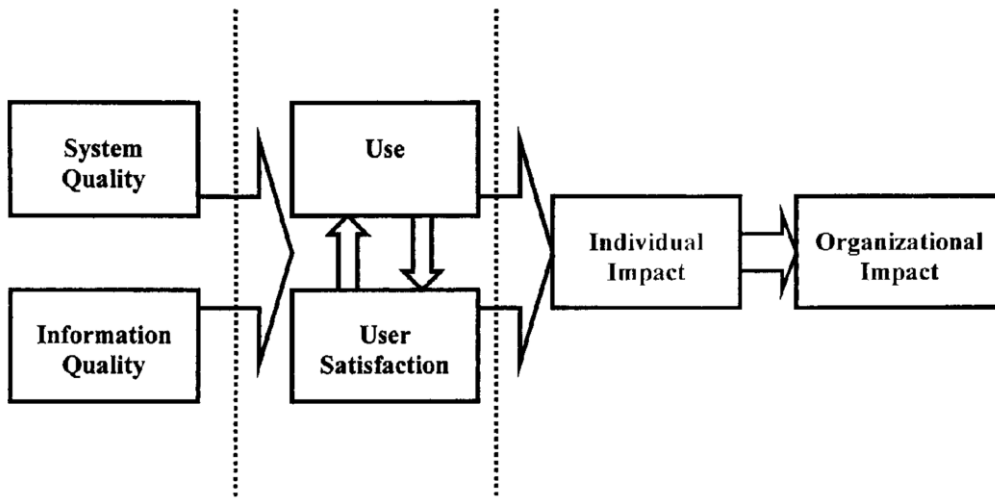 System
Quality
Use
Individual
Impact
Organizational
Impact
Information
Quality
User
Satisfaction